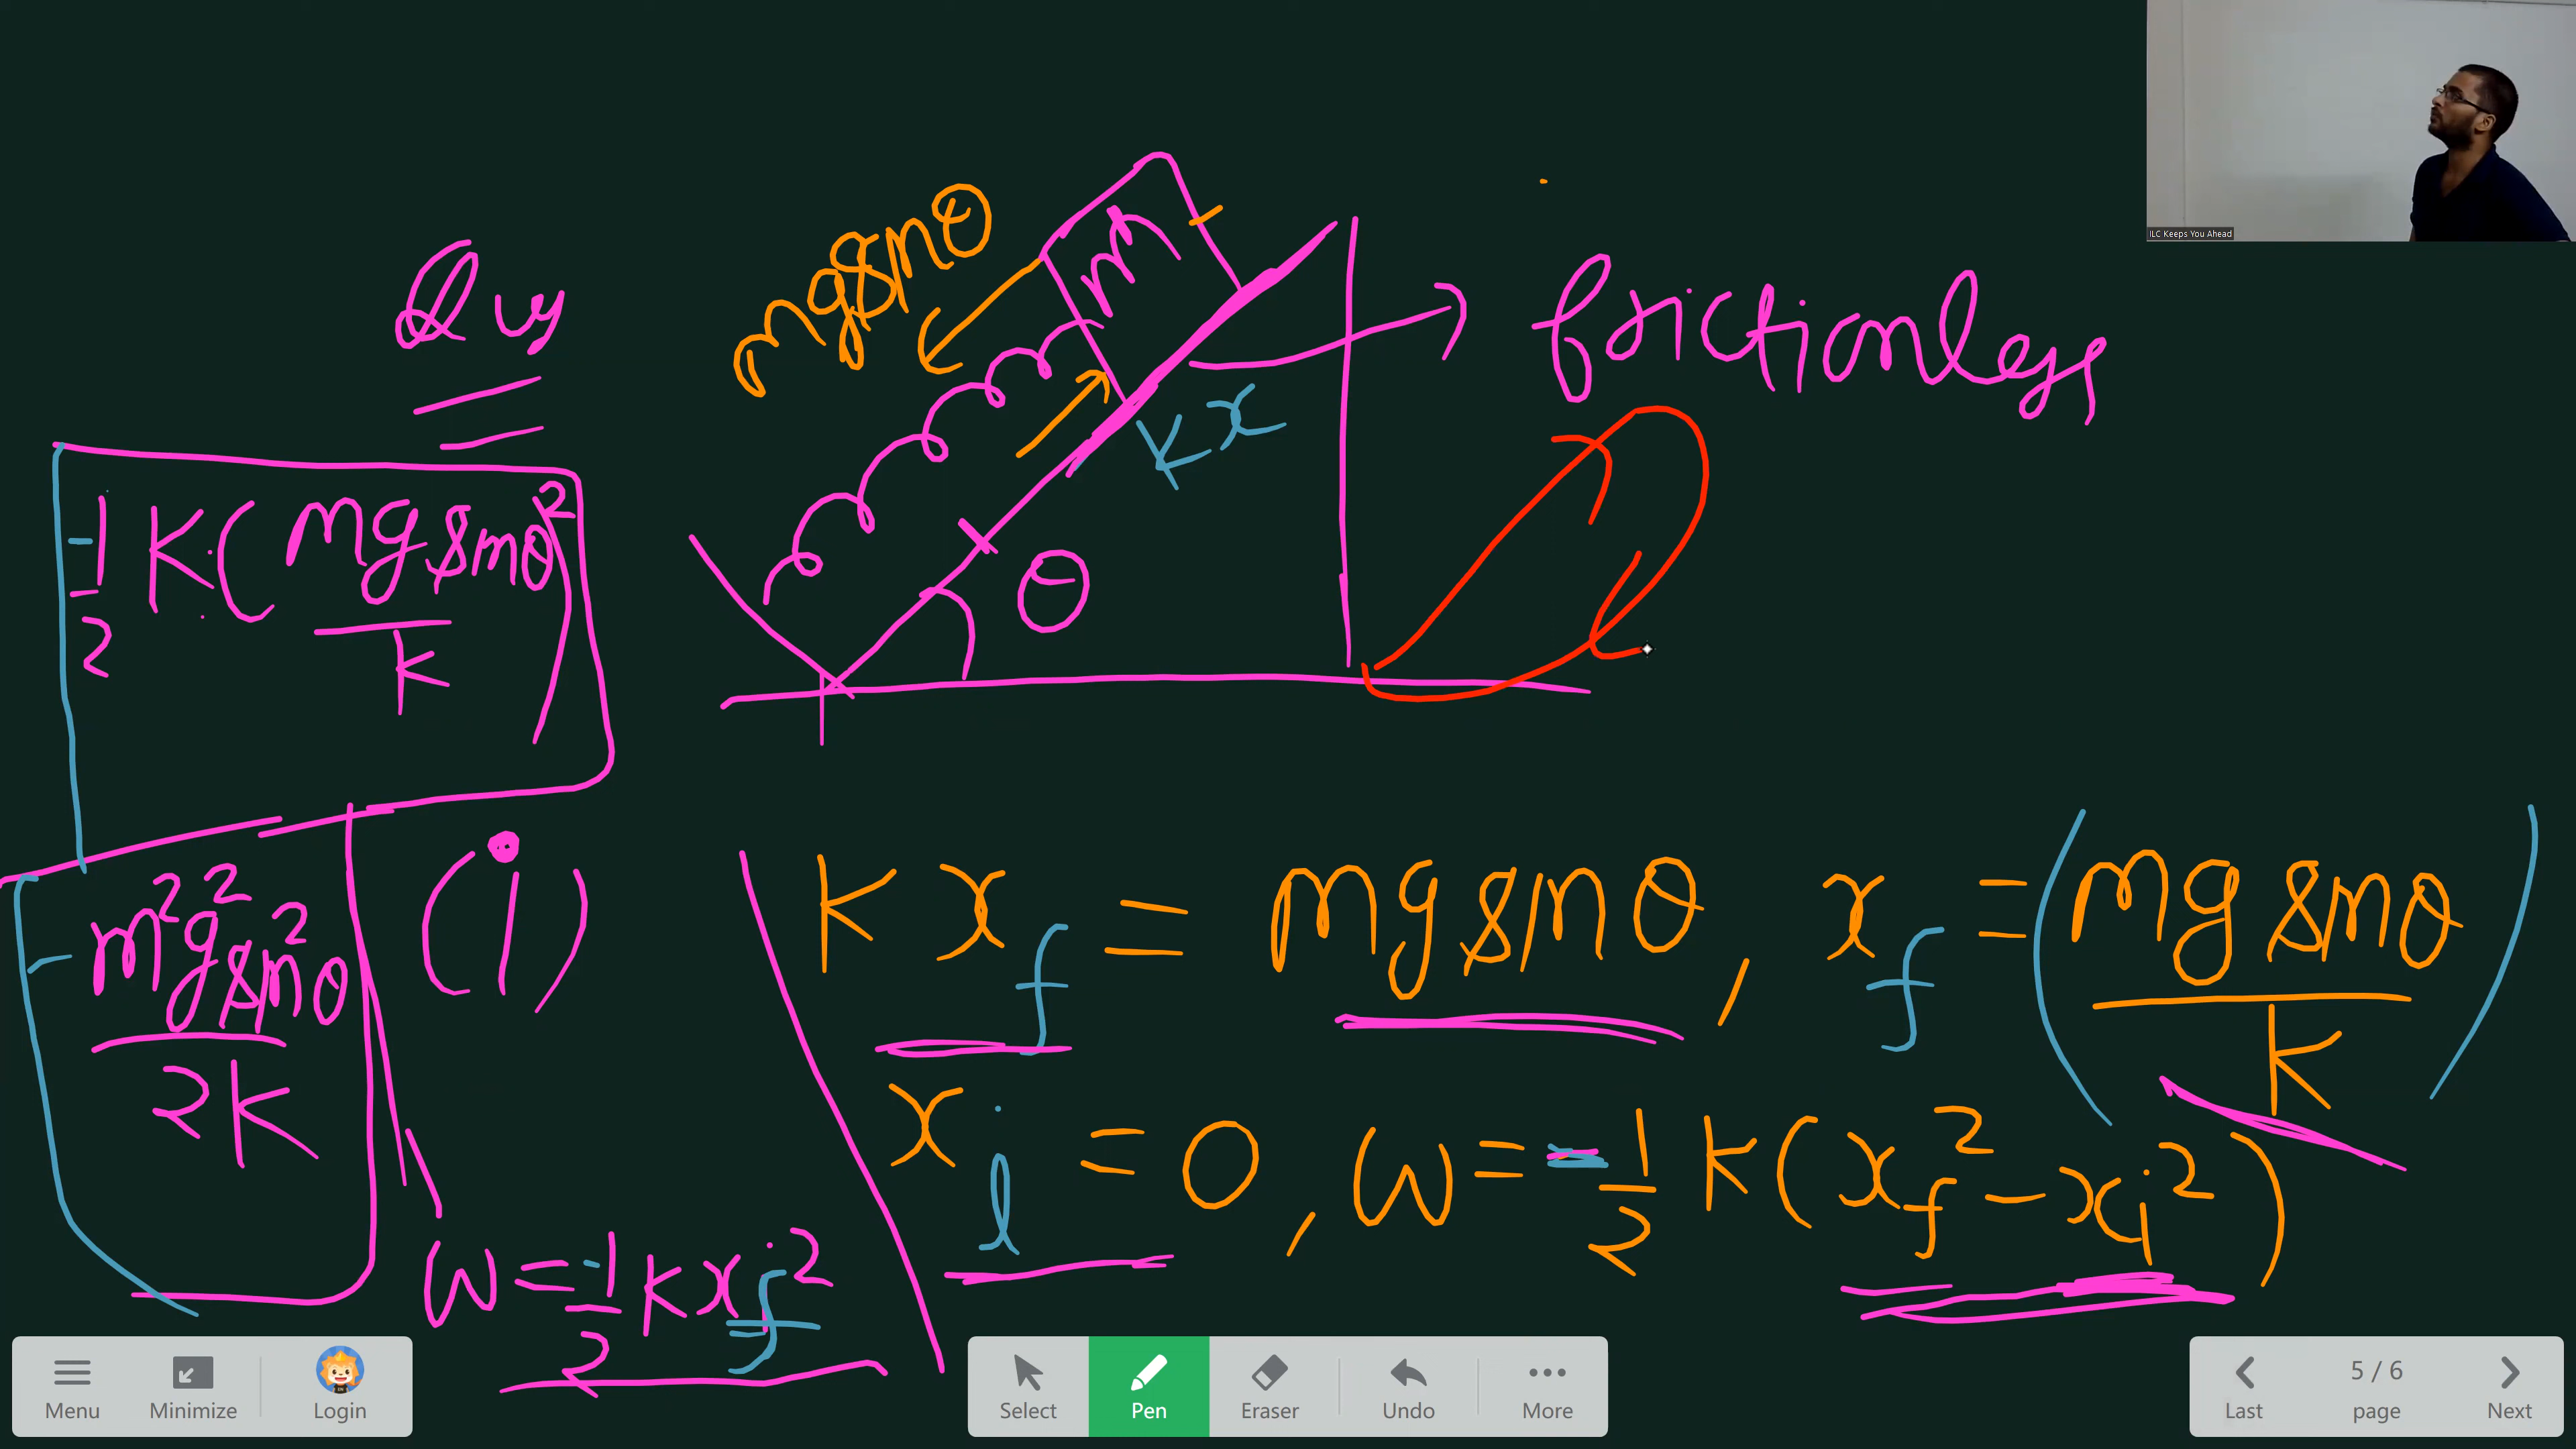 ILC Keeps You Ahead
Ques
mgsinθ
m
frictionless
kx
θ
-1/2 K(mgsinθ/K)²
-m²g²sin²θ/2K
(i)
Kx_f = mgsinθ, x_f = (mgsinθ/K)
x_i = 0, W = -1/2 K(x_f² - x_i²)
W = -1/2 kx_f²
Menu
Minimize
Login
Select
Pen
Eraser
Undo
More
Last
5 / 6
page
Next